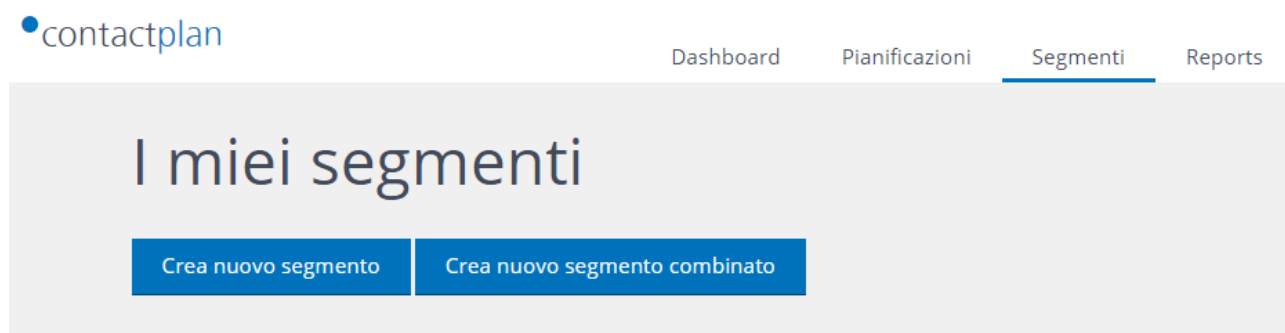 contactplan
Dashboard Pianificazioni Segmenti Reports
I miei segmenti
Crea nuovo segmento Crea nuovo segmento combinato